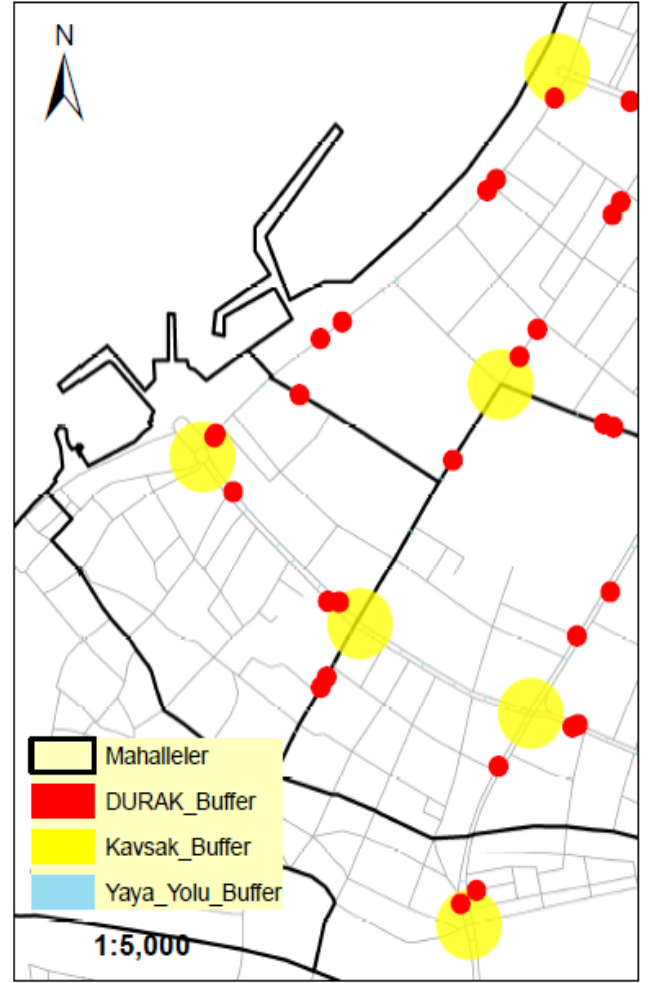 N
Mahalleler
DURAK_Buffer
Kavsak_Buffer
Yaya_Yolu_Buffer
1:5,000